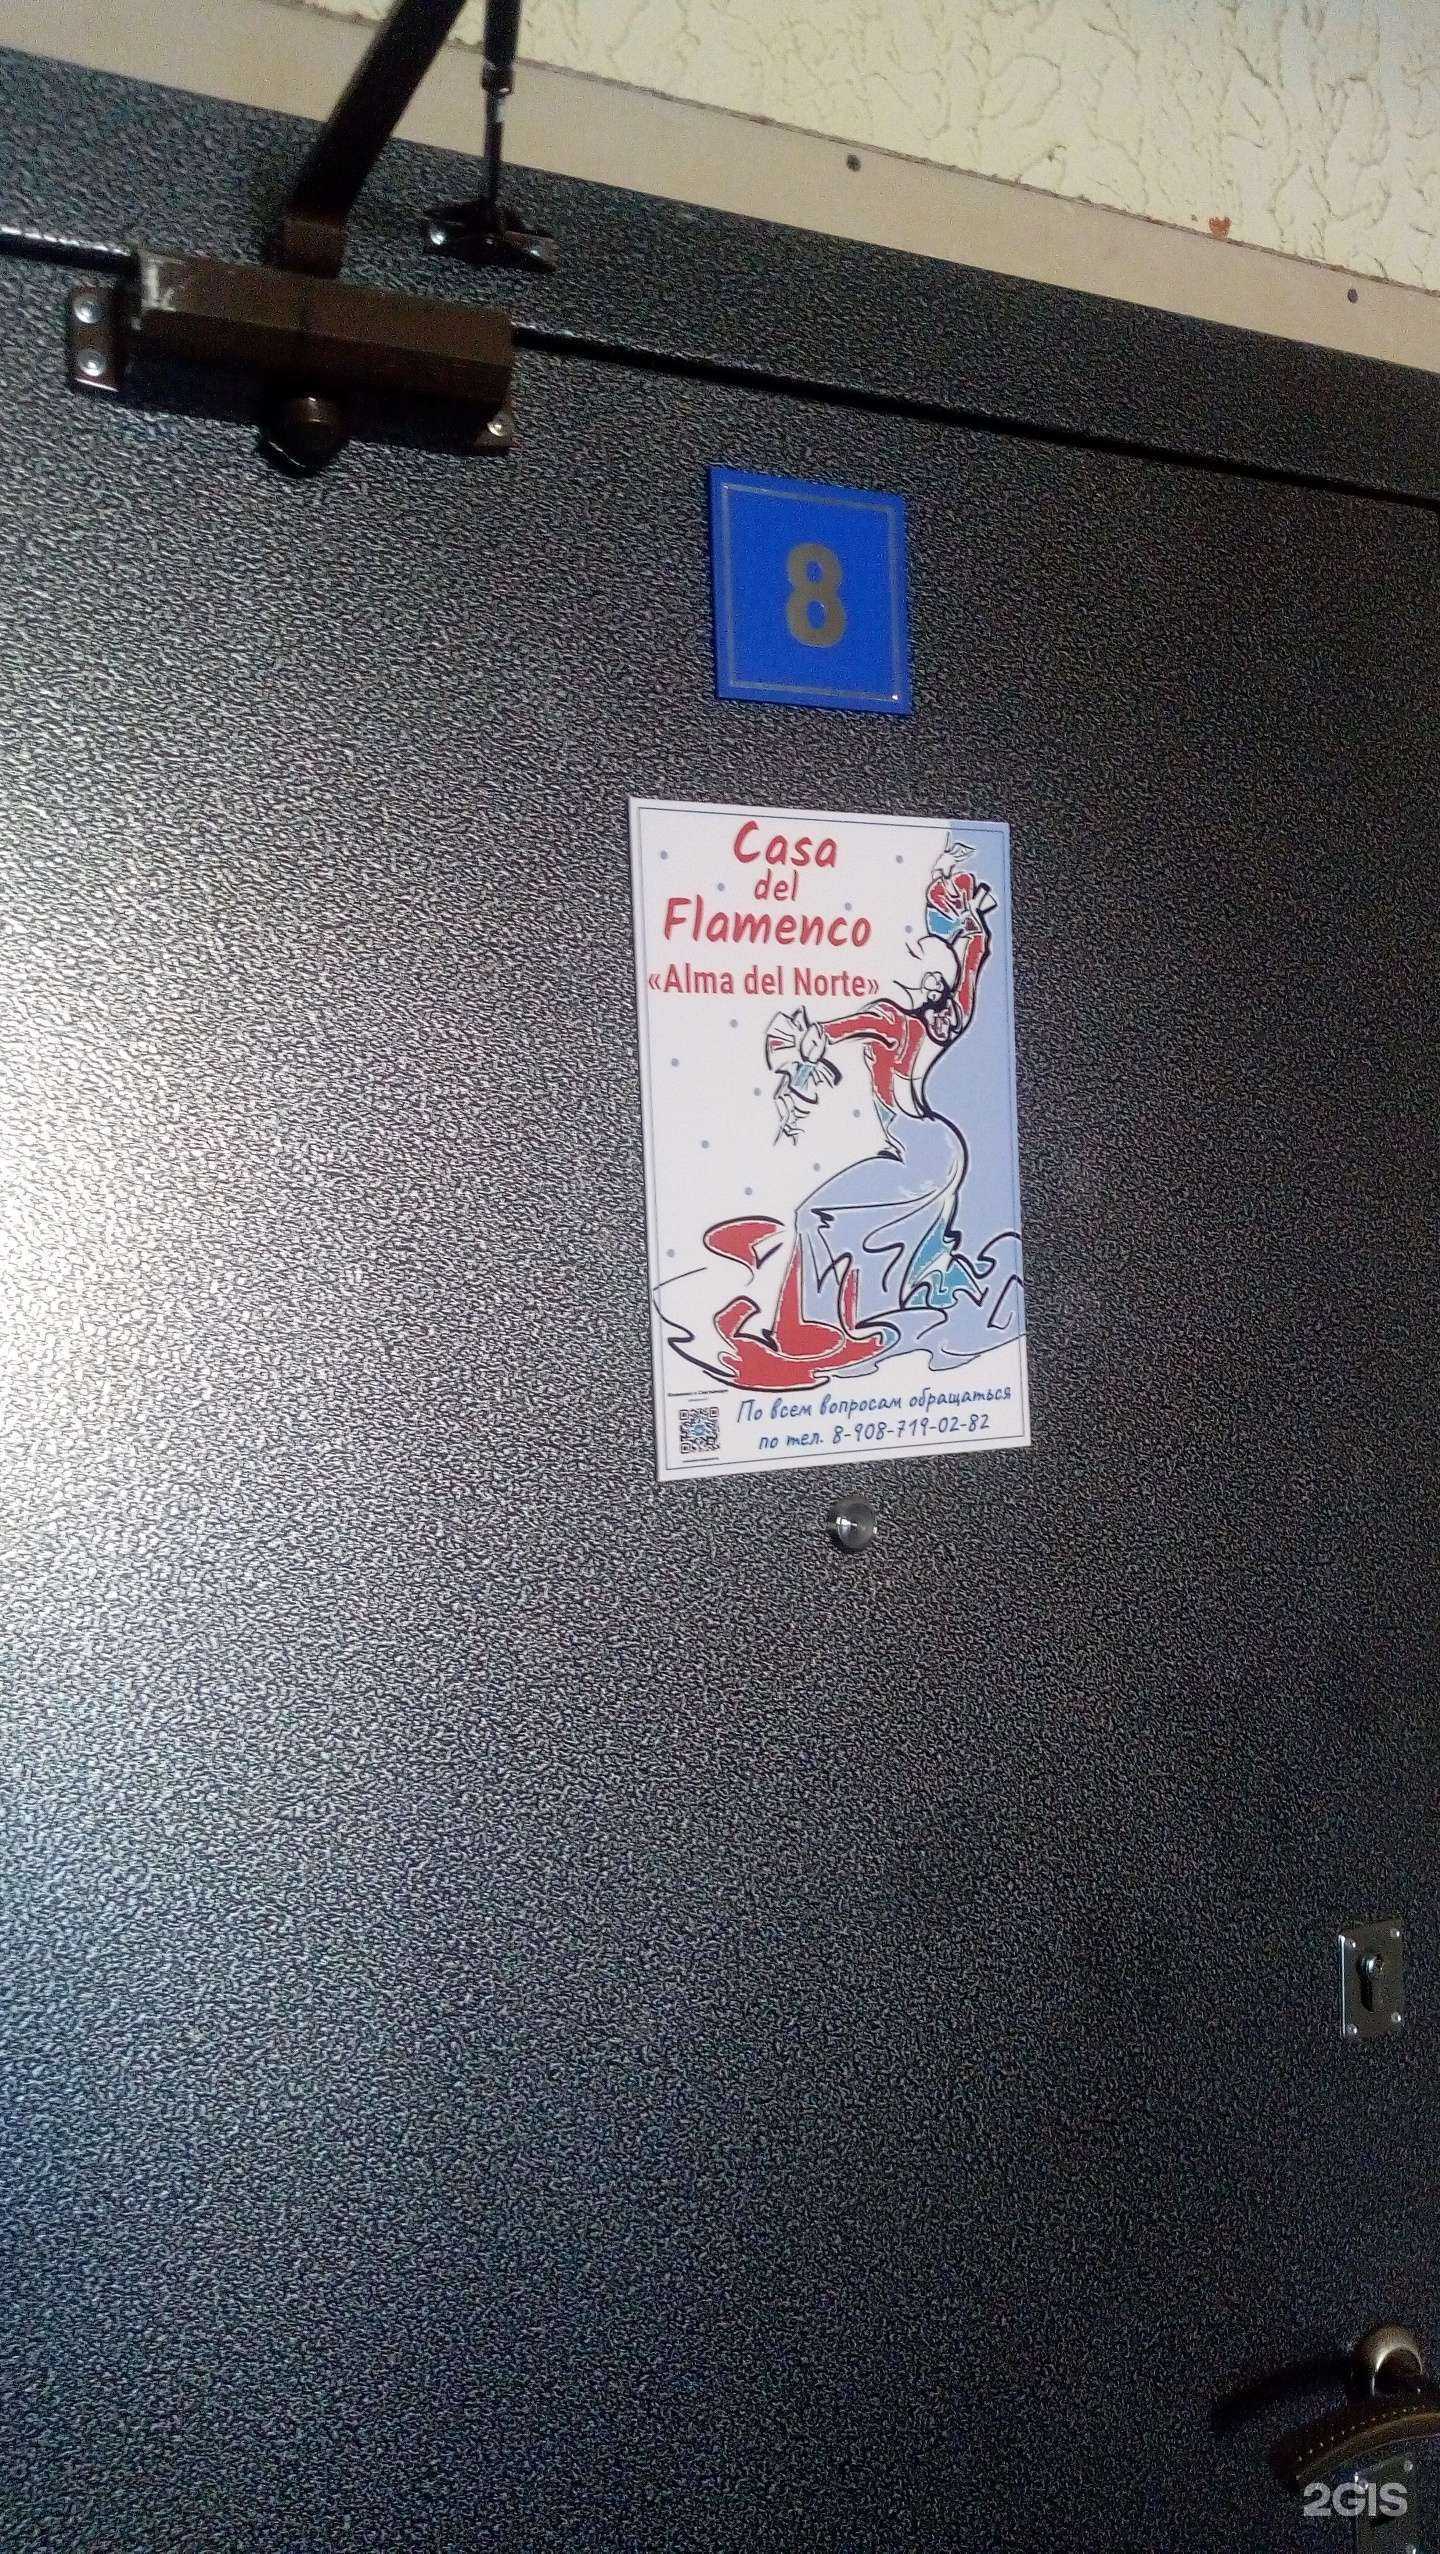 8
Casa
del
Flamenco
«Alma del Norte»
По всем вопросам обращаться
по тел. 8-908-719-02-82
2GIS